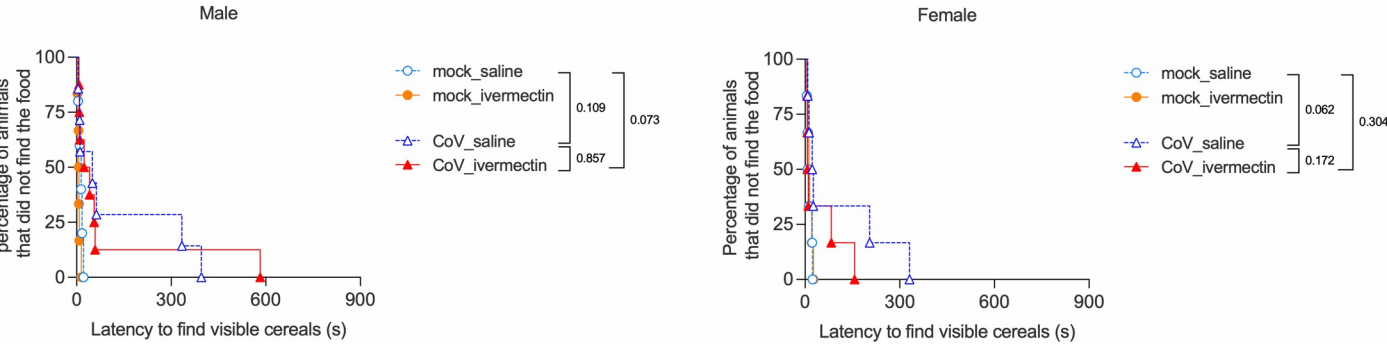 Male
percentage of animals
that did not find the food
100
75
50
25
0
0 300 600 900
Latency to find visible cereals (s)
mock_saline
mock_ivermectin
CoV_saline
CoV_ivermectin
0.109
0.857
0.073
Female
Percentage of animals
that did not find the food
100
75
50
25
0
0 300 600 900
Latency to find visible cereals (s)
mock_saline
mock_ivermectin
CoV_saline
CoV_ivermectin
0.062
0.172
0.304